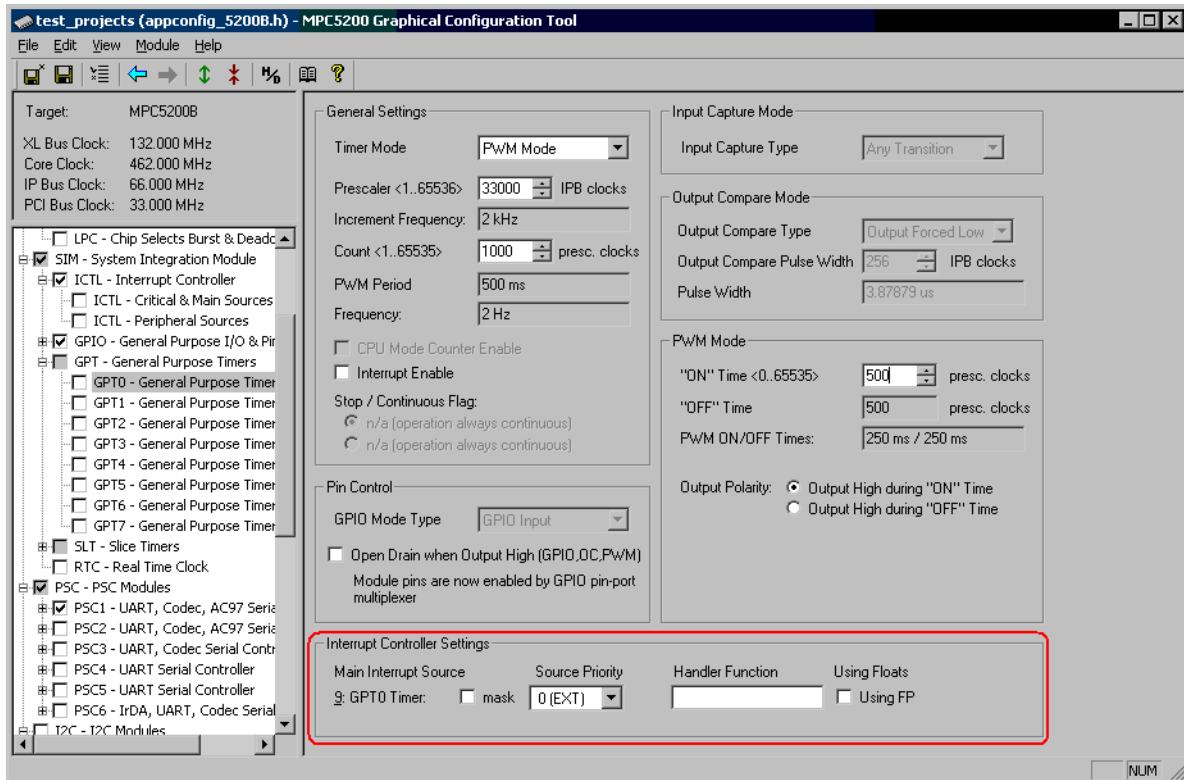 test_projects (appconfig_5200B.h) - MPC5200 Graphical Configuration Tool
File Edit View Module Help
H/D
Target: MPC5200B
XL Bus Clock: 132.000 MHz
Core Clock: 462.000 MHz
IP Bus Clock: 66.000 MHz
PCI Bus Clock: 33.000 MHz
LPC - Chip Selects Burst & Deadc
SIM - System Integration Module
ICTL - Interrupt Controller
ICTL - Critical & Main Sources
ICTL - Peripheral Sources
GPIO - General Purpose I/O & Pin
GPT - General Purpose Timers
GPT0 - General Purpose Timer
GPT1 - General Purpose Timer
GPT2 - General Purpose Timer
GPT3 - General Purpose Timer
GPT4 - General Purpose Timer
GPT5 - General Purpose Timer
GPT6 - General Purpose Timer
GPT7 - General Purpose Timer
SLT - Slice Timers
RTC - Real Time Clock
PSC - PSC Modules
PSC1 - UART, Codec, AC97 Seria
PSC2 - UART, Codec, AC97 Seria
PSC3 - UART, Codec Serial Contr
PSC4 - UART Serial Controller
PSC5 - UART Serial Controller
PSC6 - IrDA, UART, Codec Serial
I2C - I2C Modules
General Settings
Timer Mode PWM Mode
Prescaler <1..65536> 33000 IPB clocks
Increment Frequency: 2 kHz
Count <1..65535> 1000 presc. clocks
PWM Period 500 ms
Frequency: 2 Hz
CPU Mode Counter Enable
Interrupt Enable
Stop / Continuous Flag:
n/a (operation always continuous)
n/a (operation always continuous)
Pin Control
GPIO Mode Type GPIO Input
Open Drain when Output High (GPIO,OC,PWM)
Module pins are now enabled by GPIO pin-port
multiplexer
Input Capture Mode
Input Capture Type Any Transition
Output Compare Mode
Output Compare Type Output Forced Low
Output Compare Pulse Width 256 IPB clocks
Pulse Width 3.87879 us
PWM Mode
"ON" Time <0..65535> 500 presc. clocks
"OFF" Time 500 presc. clocks
PWM ON/OFF Times: 250 ms / 250 ms
Output Polarity: Output High during "ON" Time
Output High during "OFF" Time
Interrupt Controller Settings
Main Interrupt Source Source Priority Handler Function Using Floats
9: GPT0 Timer: mask 0 (EXT) Using FP
NUM